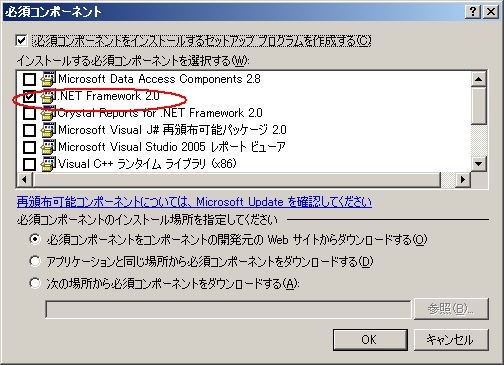 必須コンポーネント
必須コンポーネントをインストールするセットアップ プログラムを作成する(C)
インストールする必須コンポーネントを選択する(W):
Microsoft Data Access Components 2.8
.NET Framework 2.0
Crystal Reports for .NET Framework 2.0
Microsoft Visual J# 再頒布可能パッケージ 2.0
Microsoft Visual Studio 2005 レポート ビューア
Visual C++ ランタイム ライブラリ (x86)
再頒布可能コンポーネントについては、Microsoft Update を確認してください
必須コンポーネントのインストール場所を指定してください
必須コンポーネントをコンポーネントの開発元の Web サイトからダウンロードする(O)
アプリケーションと同じ場所から必須コンポーネントをダウンロードする(D)
次の場所から必須コンポーネントをダウンロードする(A):
参照(B)...
OK
キャンセル